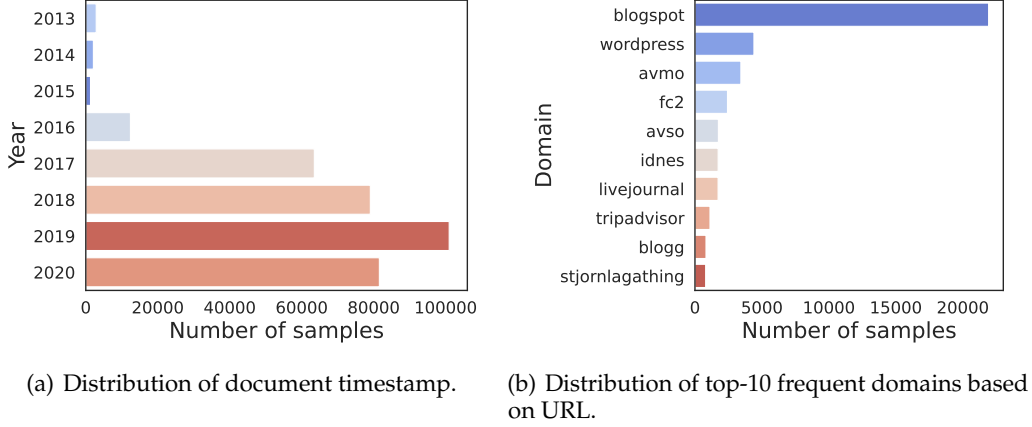 2013
2014
2015
2016
2017
2018
2019
2020
Year
0 20000 40000 60000 80000 100000
Number of samples
blogspot
wordpress
avmo
fc2
avso
idnes
livejournal
tripadvisor
blogg
stjornlagathing
Domain
0 5000 10000 15000 20000
Number of samples
(a) Distribution of document timestamp.
(b) Distribution of top-10 frequent domains based
on URL.